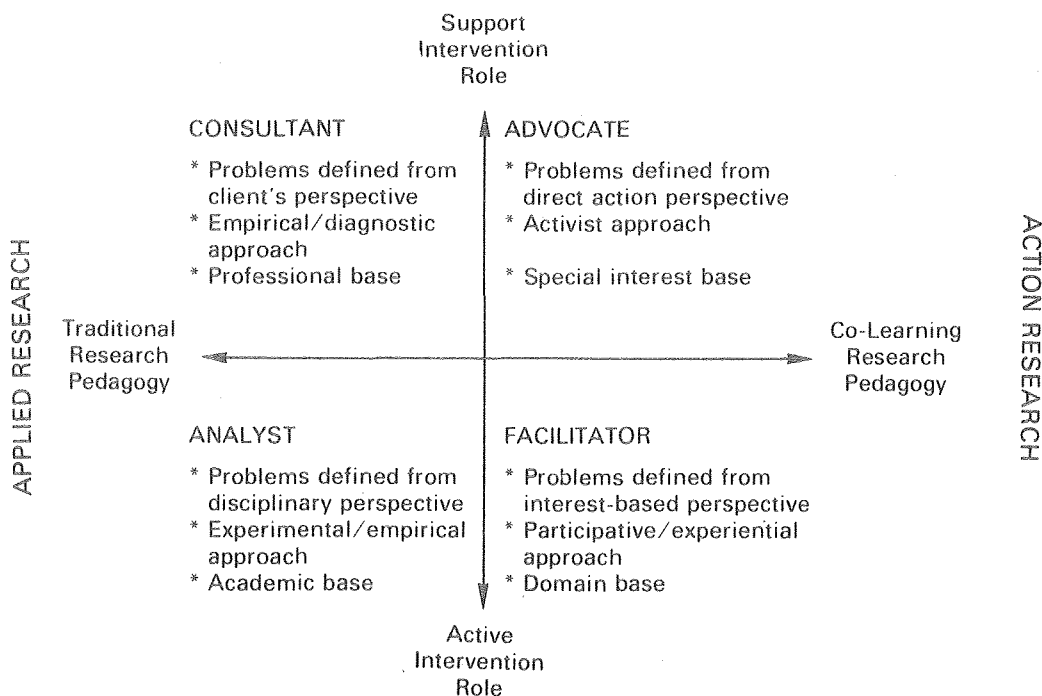 Support
Intervention
Role
CONSULTANT
* Problems defined from
client's perspective
* Empirical/diagnostic
approach
* Professional base
ADVOCATE
* Problems defined from
direct action perspective
* Activist approach
* Special interest base
APPLIED RESEARCH
Traditional
Research
Pedagogy
Co-Learning
Research
Pedagogy
ACTION RESEARCH
ANALYST
* Problems defined from
disciplinary perspective
* Experimental/empirical
approach
* Academic base
FACILITATOR
* Problems defined from
interest-based perspective
* Participative/experiential
approach
* Domain base
Active
Intervention
Role